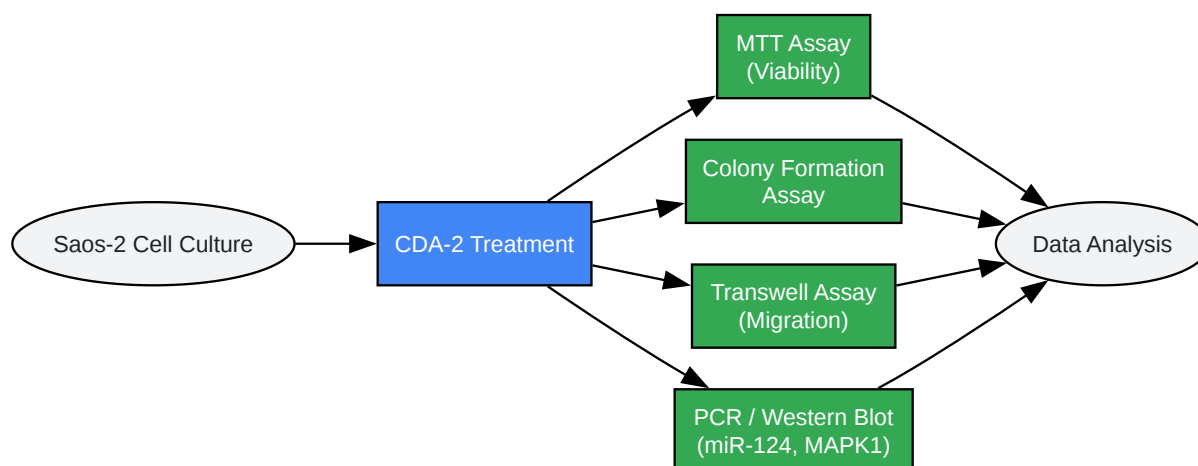 Saos-2 Cell Culture
CDA-2 Treatment
MTT Assay
(Viability)
Colony Formation
Assay
Transwell Assay
(Migration)
PCR / Western Blot
(miR-124, MAPK1)
Data Analysis